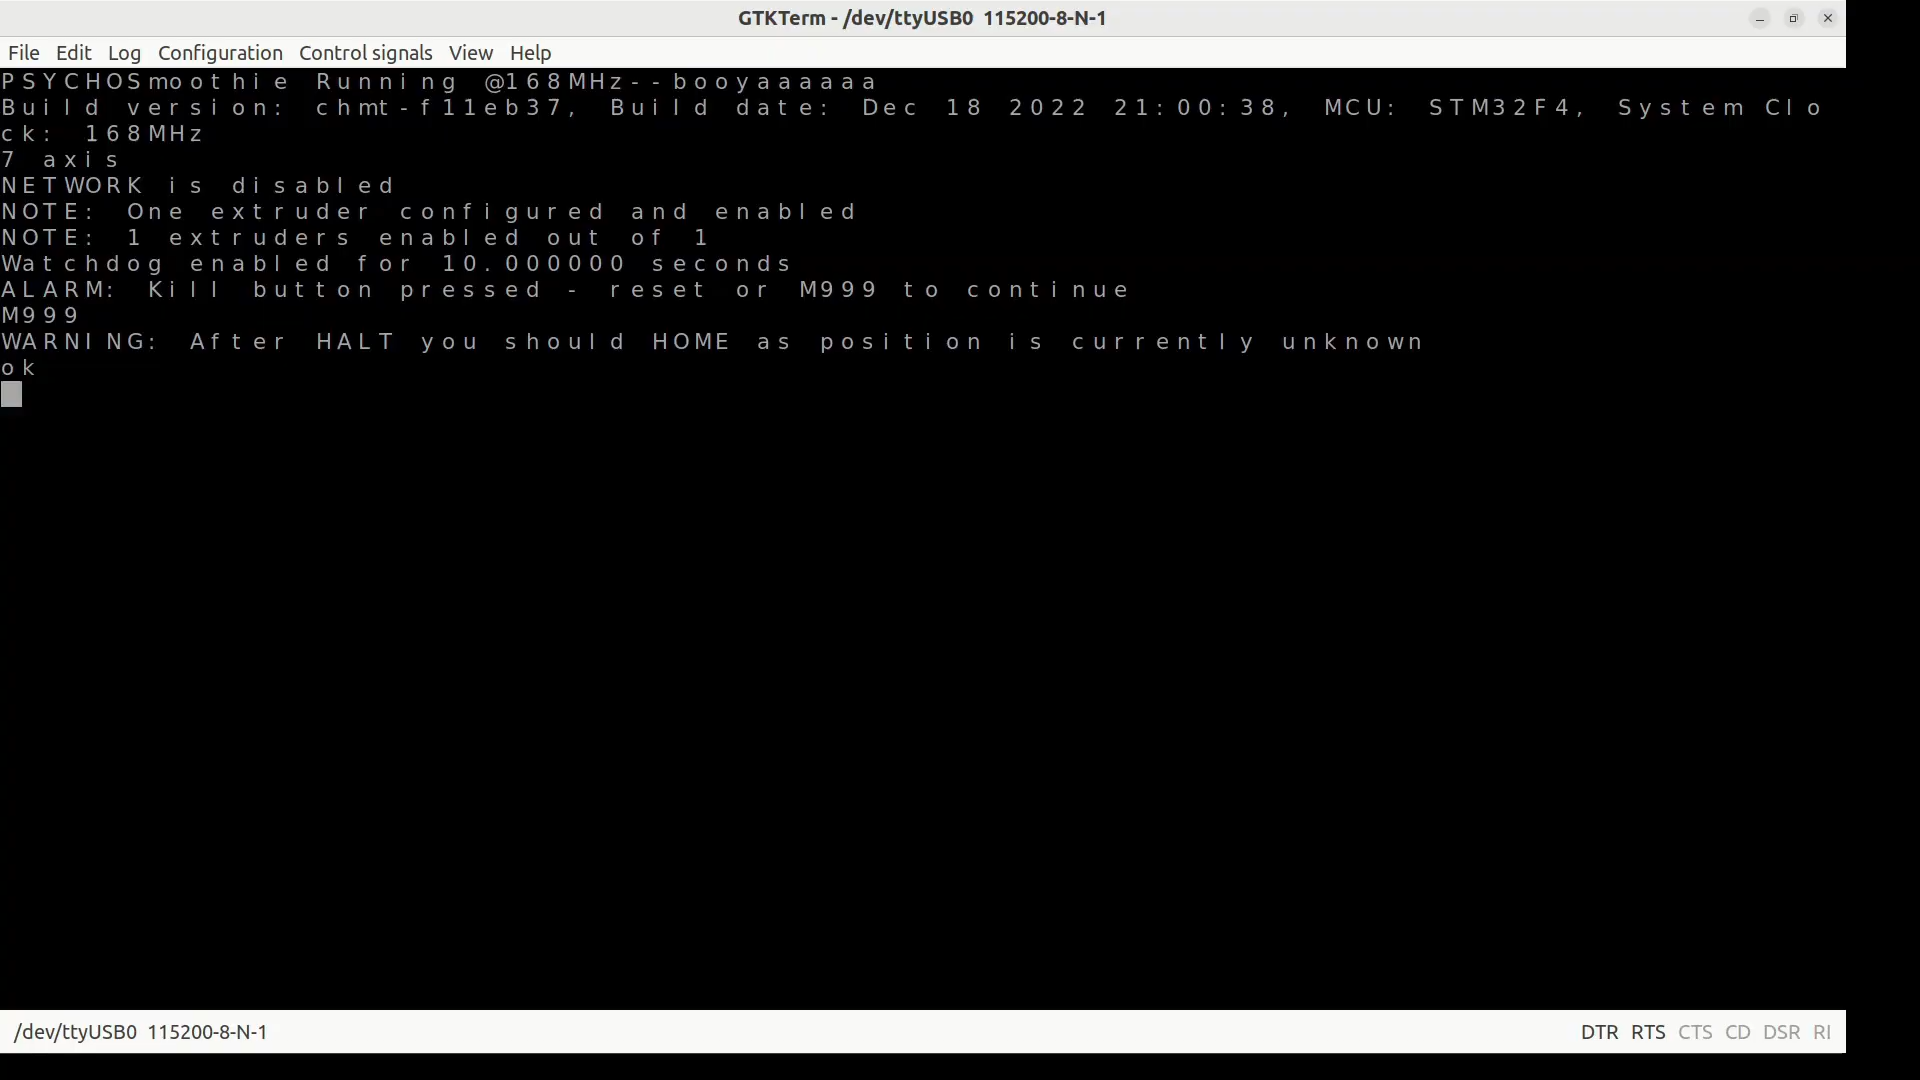 GTKTerm - /dev/ttyUSB0  115200-8-N-1
File Edit Log Configuration Control signals View Help
PSYCHOSmoothie Running @168MHz--booyaaaaaa
Build version: chmt-f11eb37, Build date: Dec 18 2022 21:00:38, MCU: STM32F4, System Clo
ck: 168MHz
7 axis
NETWORK is disabled
NOTE: One extruder configured and enabled
NOTE: 1 extruders enabled out of 1
Watchdog enabled for 10.000000 seconds
ALARM: Kill button pressed - reset or M999 to continue
M999
WARNING: After HALT you should HOME as position is currently unknown
ok
/dev/ttyUSB0  115200-8-N-1 DTR RTS CTS CD DSR RI